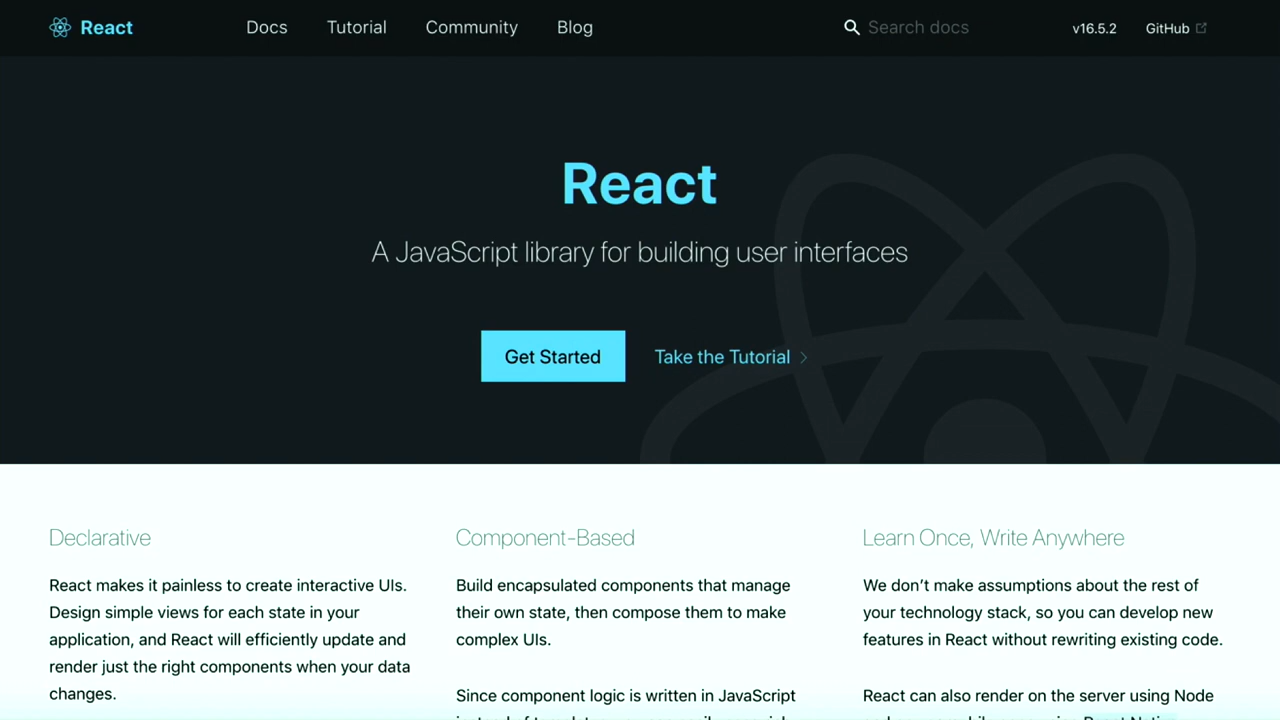 React
Docs
Tutorial
Community
Blog
Search docs
v16.5.2
GitHub
React
A JavaScript library for building user interfaces
Get Started
Take the Tutorial
Declarative
React makes it painless to create interactive UIs.
Design simple views for each state in your
application, and React will efficiently update and
render just the right components when your data
changes.
Component-Based
Build encapsulated components that manage
their own state, then compose them to make
complex UIs.
Since component logic is written in JavaScript
Learn Once, Write Anywhere
We don’t make assumptions about the rest of
your technology stack, so you can develop new
features in React without rewriting existing code.
React can also render on the server using Node